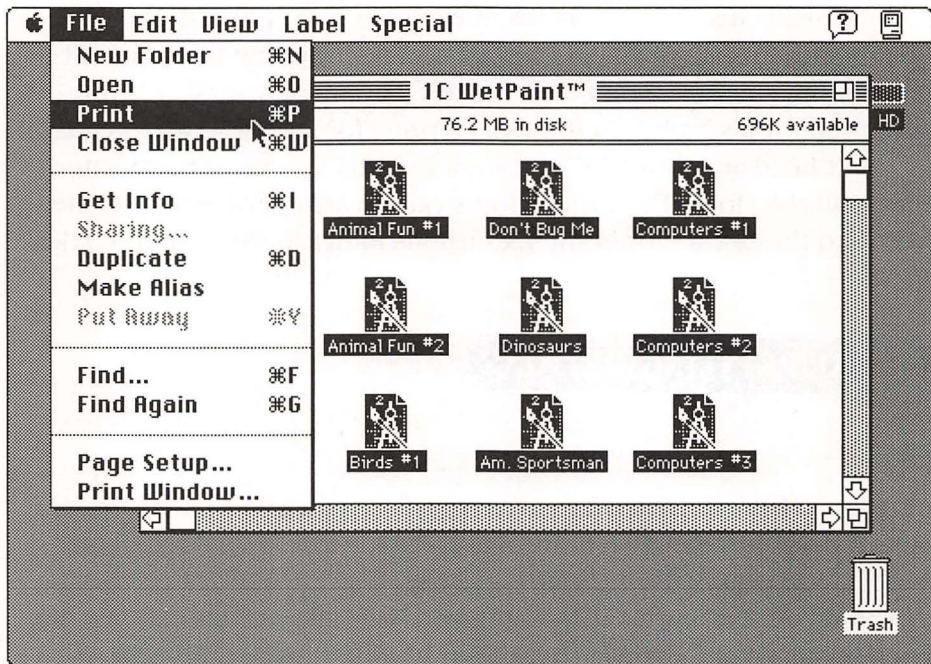 File Edit View Label Special
New Folder ⌘N
Open ⌘O
Print ⌘P
Close Window ⌘W
Get Info ⌘I
Sharing...
Duplicate ⌘D
Make Alias
Put Away ⌘Y
Find... ⌘F
Find Again ⌘G
Page Setup...
Print Window...
1C WetPaint™
76.2 MB in disk 696K available
HD
Animal Fun #1 Don't Bug Me Computers #1
Animal Fun #2 Dinosaurs Computers #2
Birds #1 Am. Sportsman Computers #3
Trash